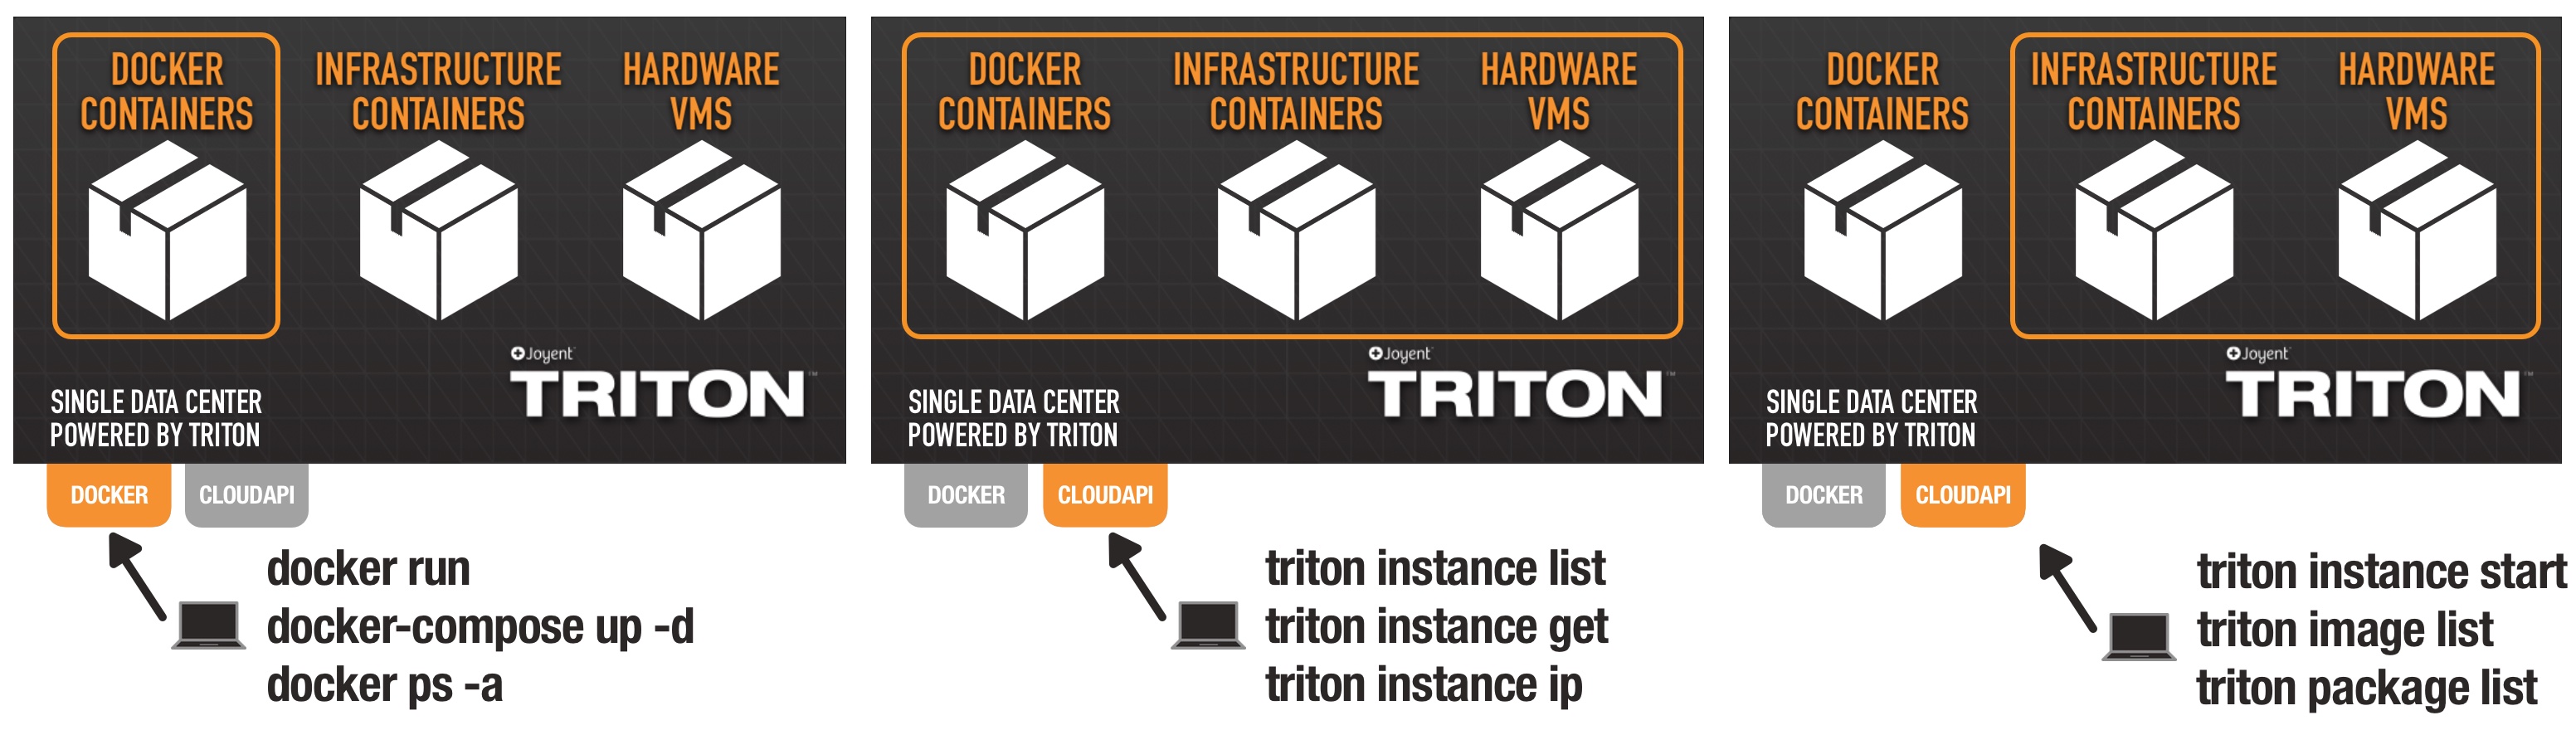 DOCKER
CONTAINERS
INFRASTRUCTURE
CONTAINERS
HARDWARE
VMS
Joyent
TRITON™
SINGLE DATA CENTER
POWERED BY TRITON
DOCKER
CLOUDAPI
docker run
docker-compose up -d
docker ps -a
DOCKER
CONTAINERS
INFRASTRUCTURE
CONTAINERS
HARDWARE
VMS
Joyent
TRITON™
SINGLE DATA CENTER
POWERED BY TRITON
DOCKER
CLOUDAPI
triton instance list
triton instance get
triton instance ip
DOCKER
CONTAINERS
INFRASTRUCTURE
CONTAINERS
HARDWARE
VMS
Joyent
TRITON™
SINGLE DATA CENTER
POWERED BY TRITON
DOCKER
CLOUDAPI
triton instance start
triton image list
triton package list